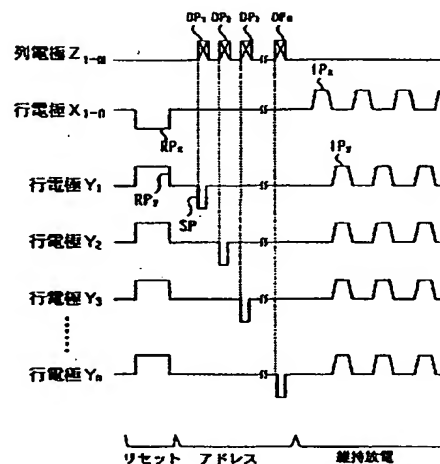 DP₁ DP₂ DP₃ DPₙ
列電極 Z₁₋ₘ
IPₓ
行電極 X₁₋ₙ
RPₓ
IPᵧ
行電極 Y₁
RPᵧ
SP
行電極 Y₂
行電極 Y₃
行電極 Yₙ
リセット アドレス 維持放電